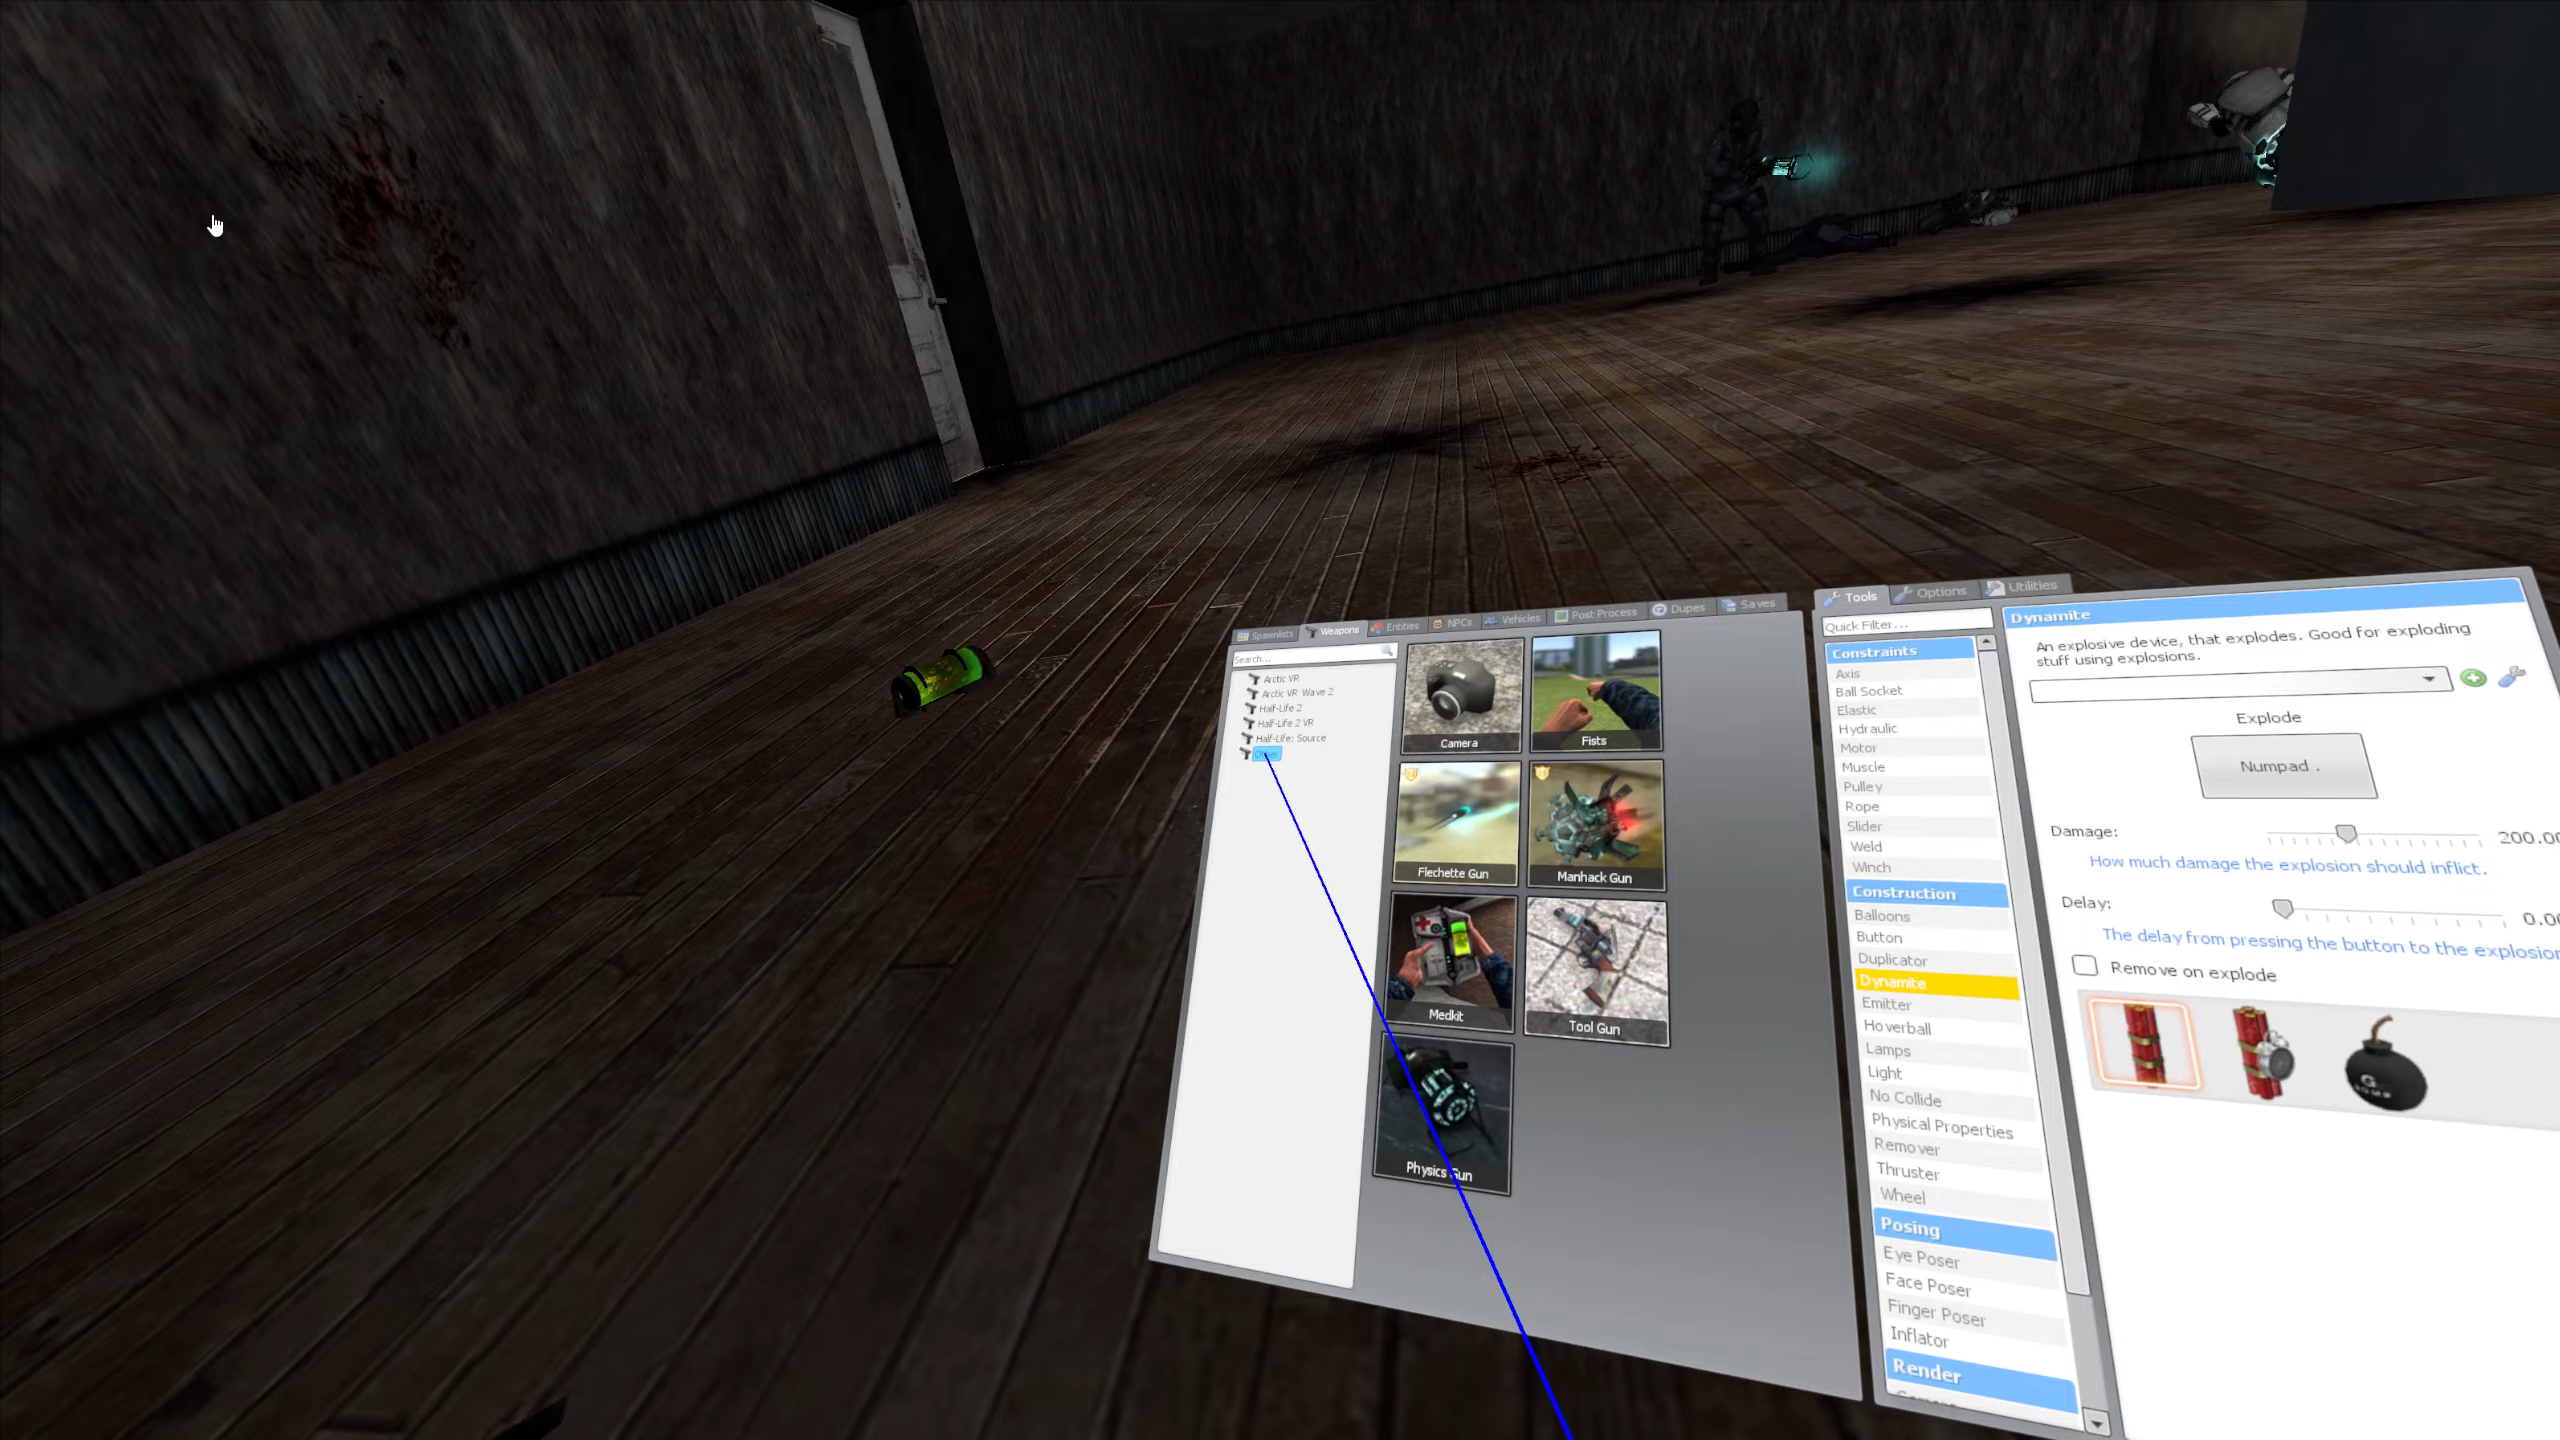 Spawnlists Weapons Entities NPCs Vehicles Post Process Dupes Saves
Search...
Arctic VR
Arctic VR Wave 2
Half-Life 2
Half-Life 2 VR
Half-Life: Source
Other
Camera
Fists
Flechette Gun
Manhack Gun
Medkit
Tool Gun
Physics Gun
Tools Options Utilities
Quick Filter...
Constraints
Axis
Ball Socket
Elastic
Hydraulic
Motor
Muscle
Pulley
Rope
Slider
Weld
Winch
Construction
Balloons
Button
Duplicator
Dynamite
Emitter
Hoverball
Lamps
Light
No Collide
Physical Properties
Remover
Thruster
Wheel
Posing
Eye Poser
Face Poser
Finger Poser
Inflator
Render
Dynamite
An explosive device, that explodes. Good for exploding
stuff using explosions.
Explode
Numpad .
Damage: 200.00
How much damage the explosion should inflict.
Delay: 0.00
The delay from pressing the button to the explosion
Remove on explode